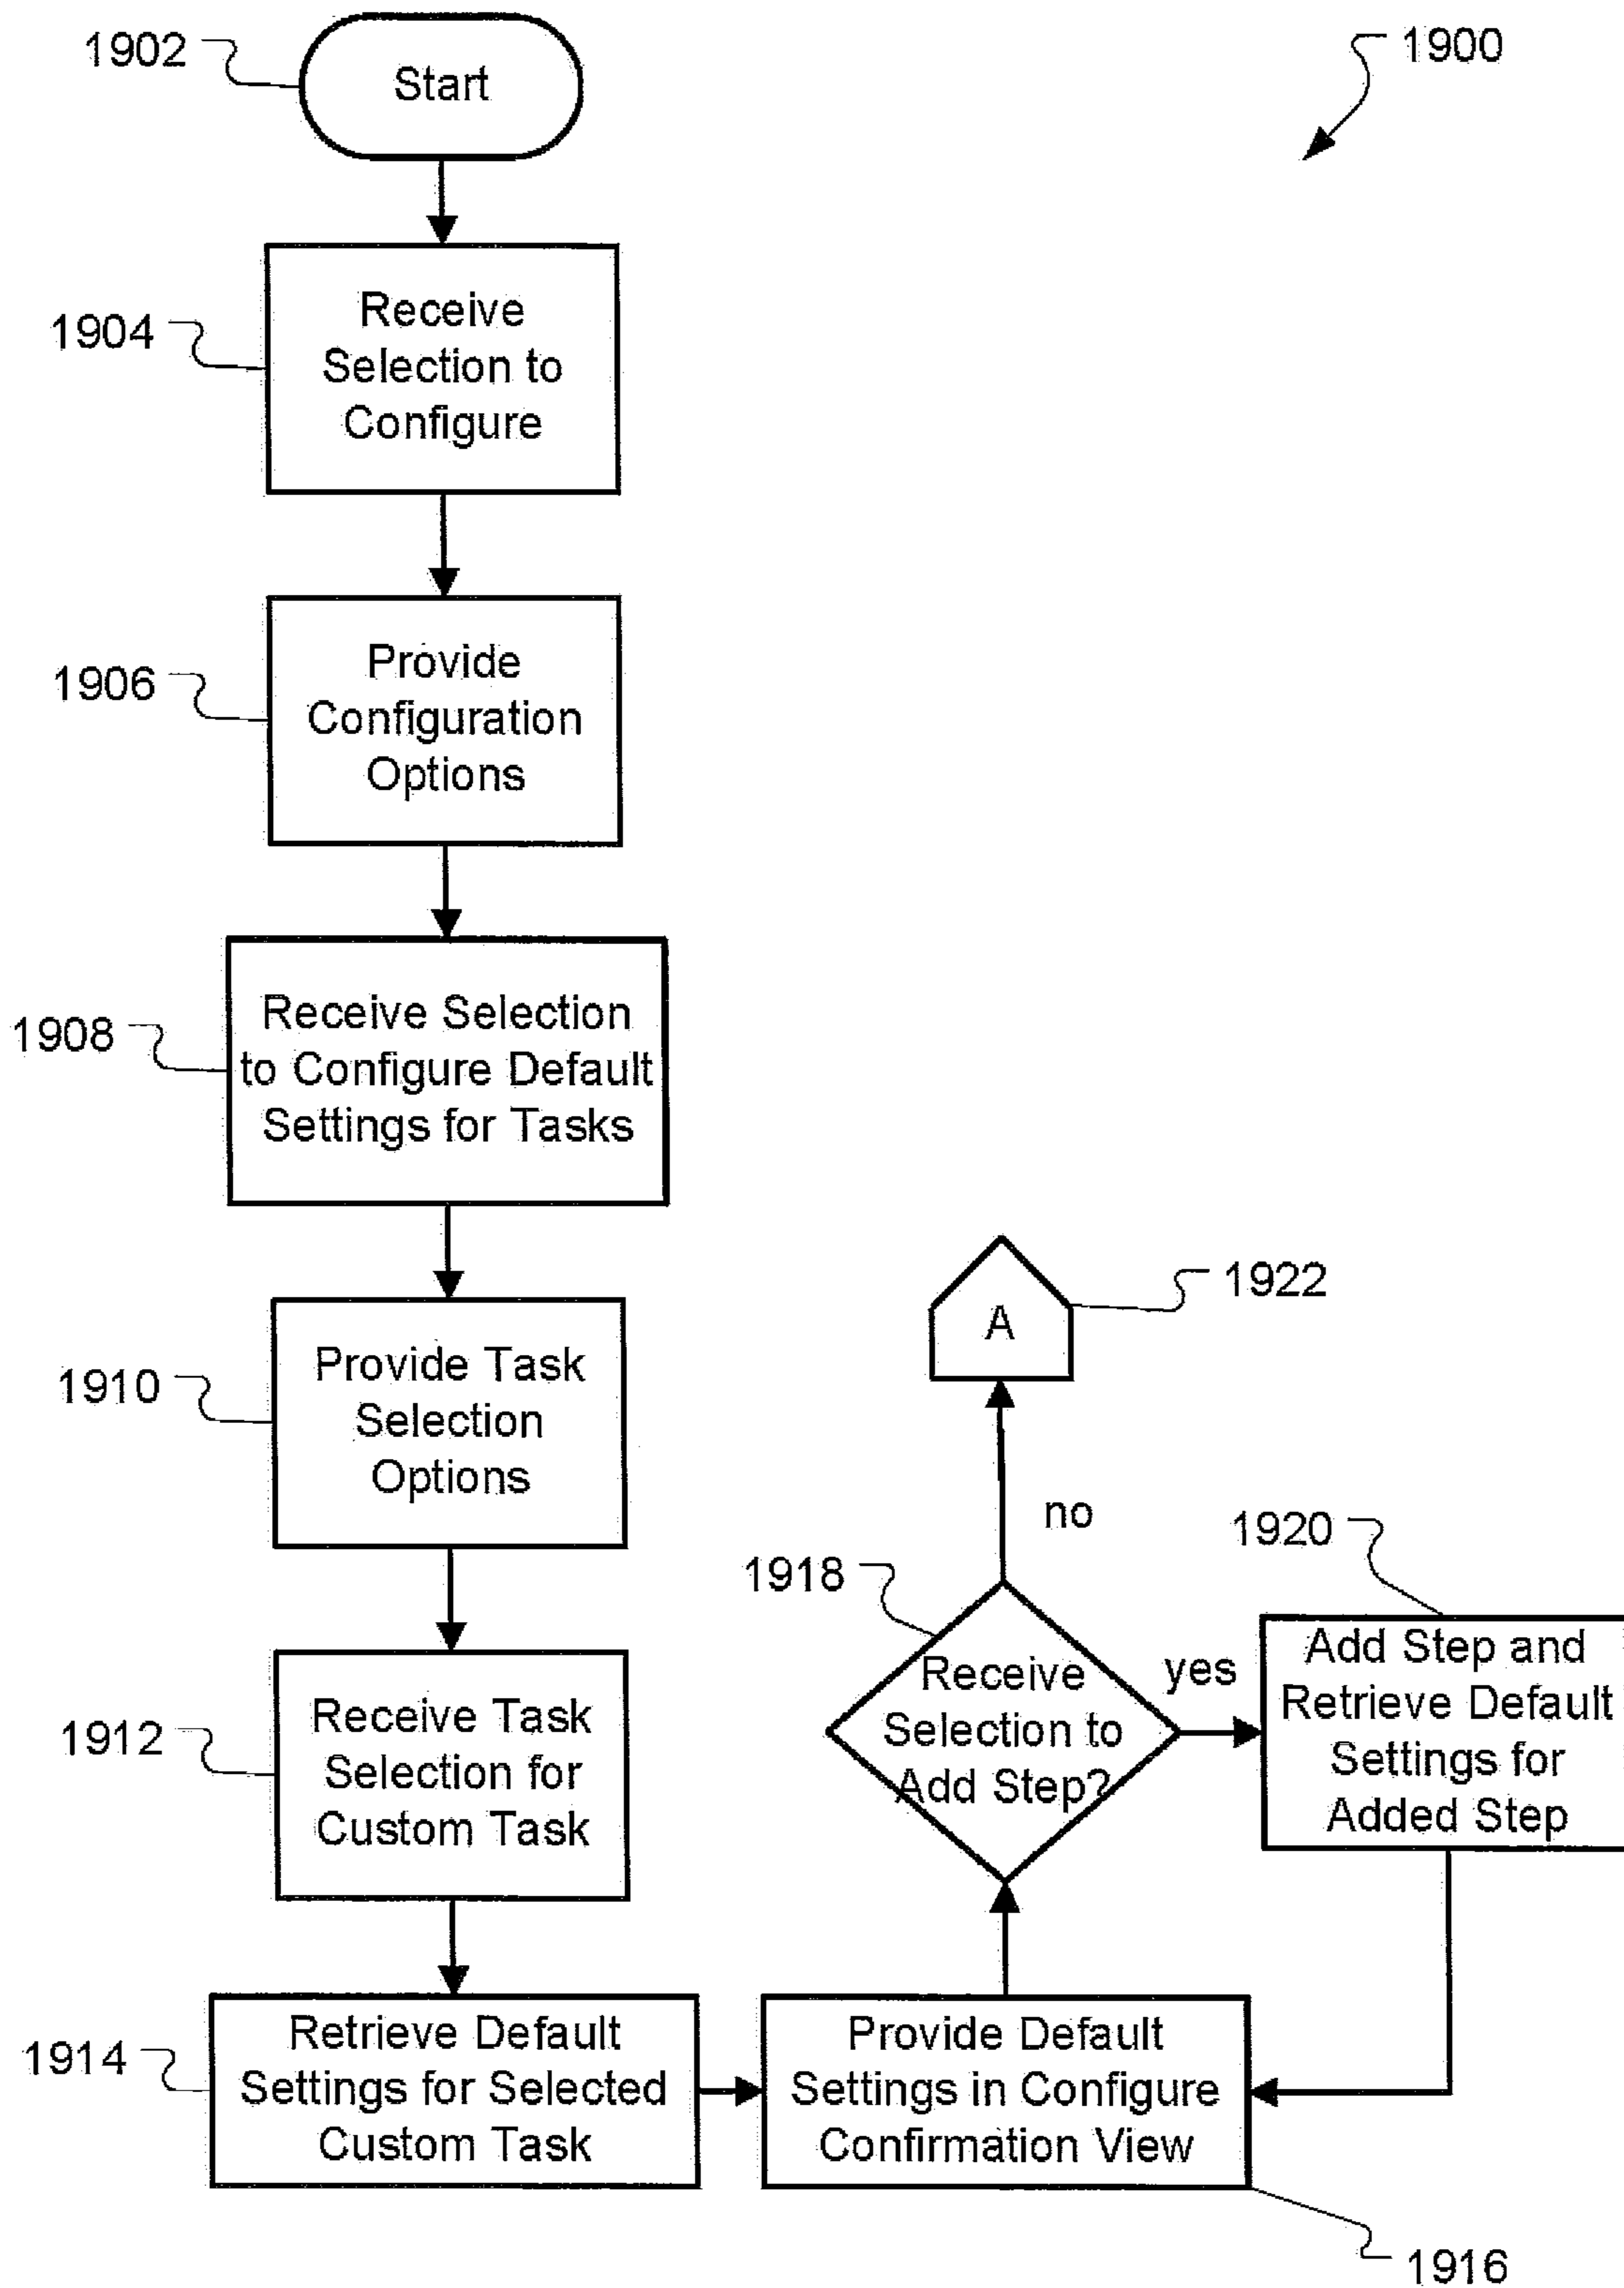 1902
Start
1900
1904
Receive
Selection to
Configure
1906
Provide
Configuration
Options
1908
Receive Selection
to Configure Default
Settings for Tasks
1910
Provide Task
Selection
Options
1912
Receive Task
Selection for
Custom Task
1914
Retrieve Default
Settings for Selected
Custom Task
Provide Default
Settings in Configure
Confirmation View
1916
1918
Receive
Selection to
Add Step?
yes
1920
Add Step and
Retrieve Default
Settings for
Added Step
no
A
1922